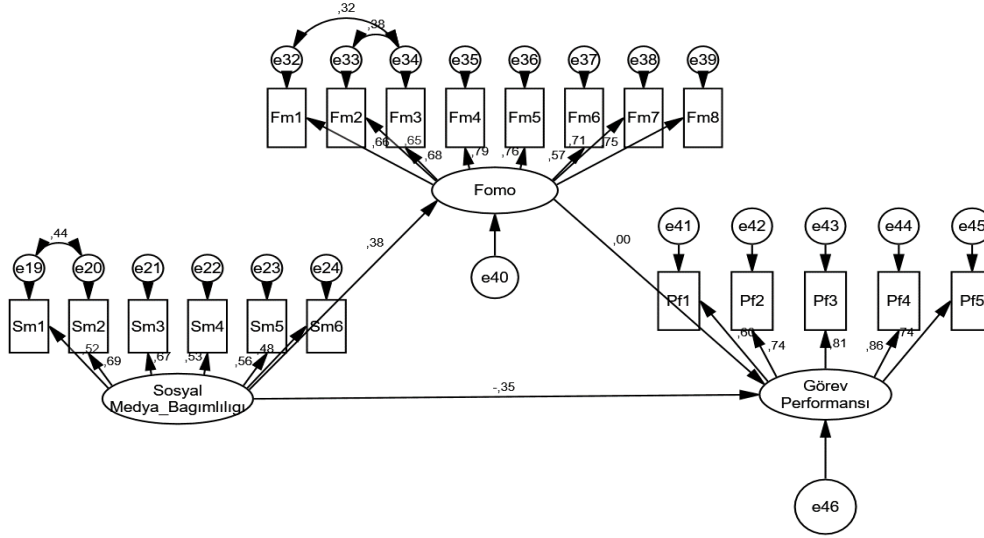 ,32
,38
e32 e33 e34 e35 e36 e37 e38 e39
Fm1 Fm2 Fm3 Fm4 Fm5 Fm6 Fm7 Fm8
,66 ,65 ,68 ,79 ,76 ,57 ,71 ,75
Fomo
,44
,38
,00
e19 e20 e21 e22 e23 e24
e40
e41 e42 e43 e44 e45
Sm1 Sm2 Sm3 Sm4 Sm5 Sm6
Pf1 Pf2 Pf3 Pf4 Pf5
,52 ,69 ,67 ,53 ,56 ,48
,74 ,81 ,86 ,74
Sosyal
Medya_Bagımlılıgı
-,35
Görev
Performansı
e46